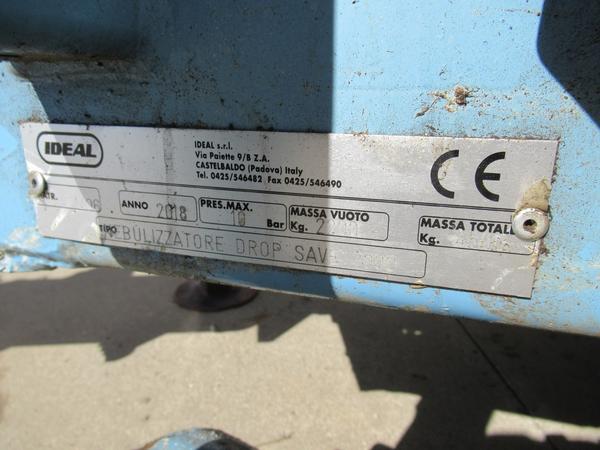 IDEAL
IDEAL s.r.l.
Via Paiette 9/B Z.A.
CASTELBALDO (Padova) Italy
Tel. 0425/546482 Fax 0425/546490
CE
ANNO 2018
PRES.MAX. 10 Bar
MASSA VUOTO Kg.
MASSA TOTALE Kg.
TIPO NEBULIZZATORE DROP SAVE